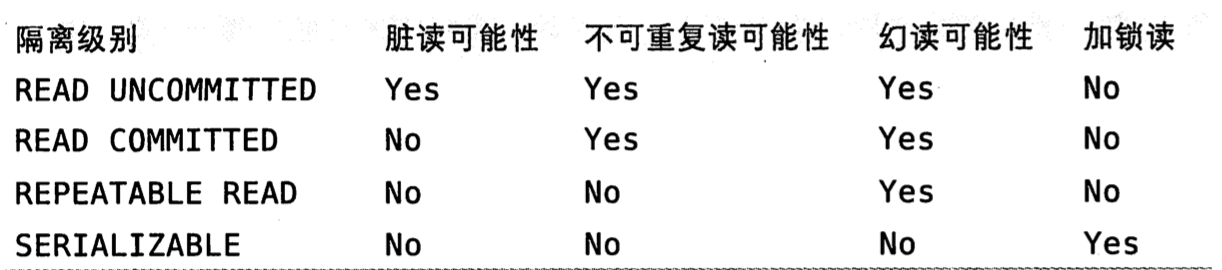 隔离级别 脏读可能性 不可重复读可能性 幻读可能性 加锁读
READ UNCOMMITTED Yes Yes Yes No
READ COMMITTED No Yes Yes No
REPEATABLE READ No No Yes No
SERIALIZABLE No No No Yes